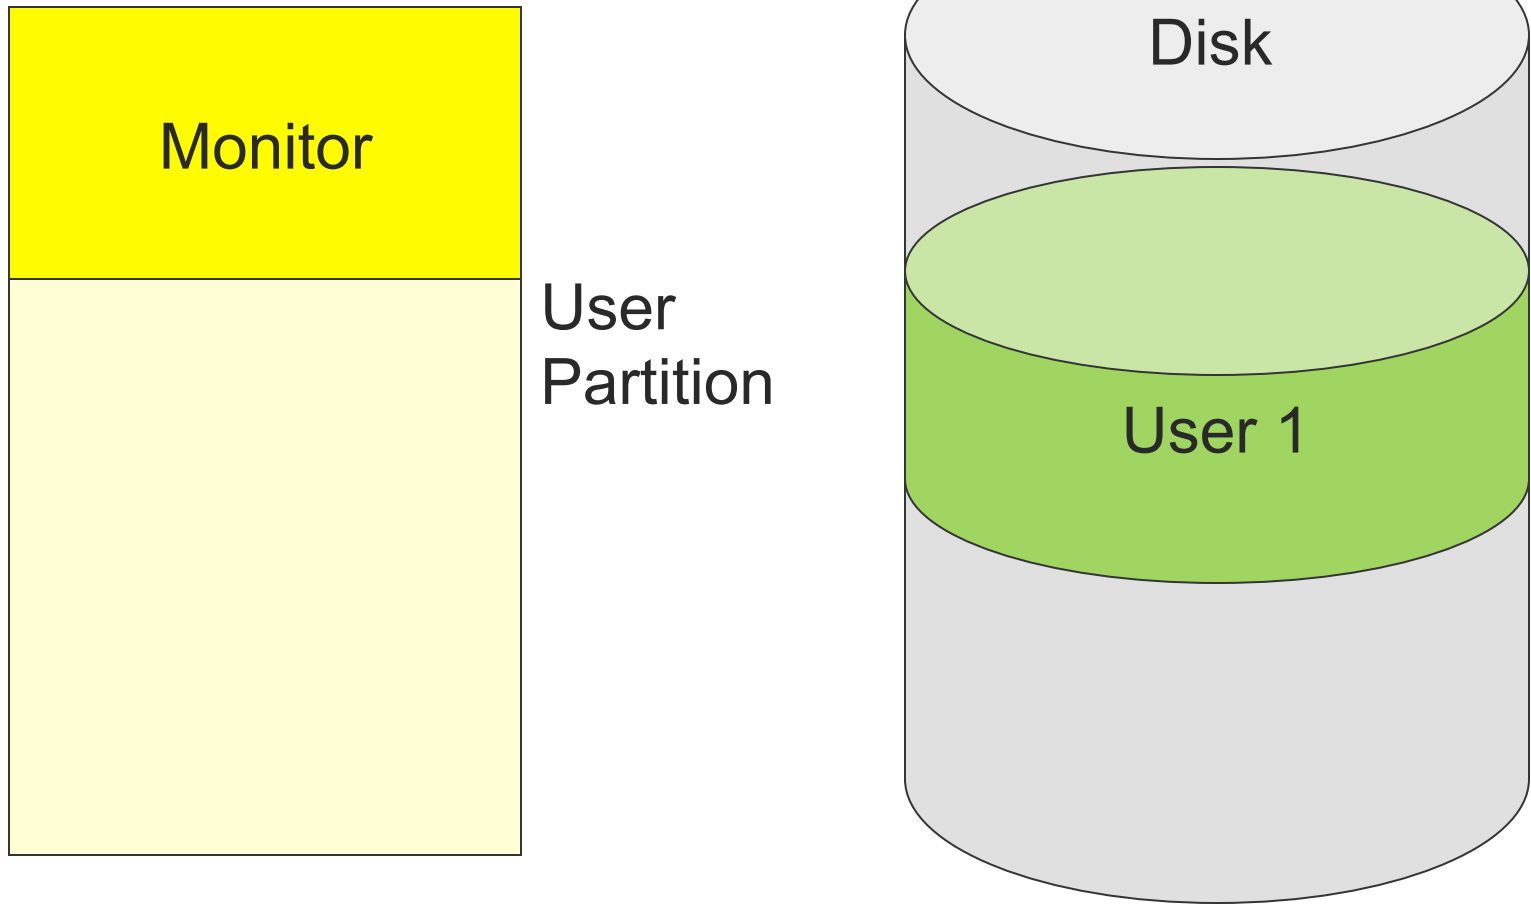 Monitor
User
Partition
Disk
User 1